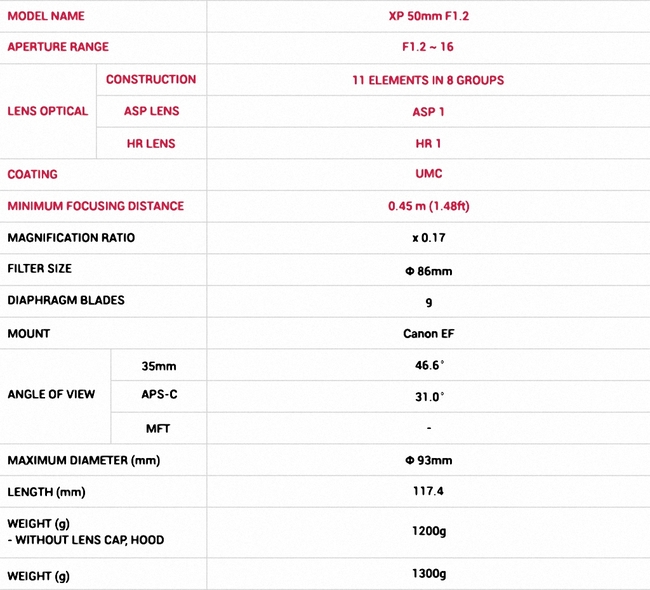 MODEL NAME XP 50mm F1.2
APERTURE RANGE F1.2 ~ 16
CONSTRUCTION 11 ELEMENTS IN 8 GROUPS
LENS OPTICAL ASP LENS ASP 1
HR LENS HR 1
COATING UMC
MINIMUM FOCUSING DISTANCE 0.45 m (1.48ft)
MAGNIFICATION RATIO x 0.17
FILTER SIZE Φ 86mm
DIAPHRAGM BLADES 9
MOUNT Canon EF
35mm 46.6˚
ANGLE OF VIEW APS-C 31.0˚
MFT -
MAXIMUM DIAMETER (mm) Φ 93mm
LENGTH (mm) 117.4
WEIGHT (g)
- WITHOUT LENS CAP, HOOD 1200g
WEIGHT (g) 1300g